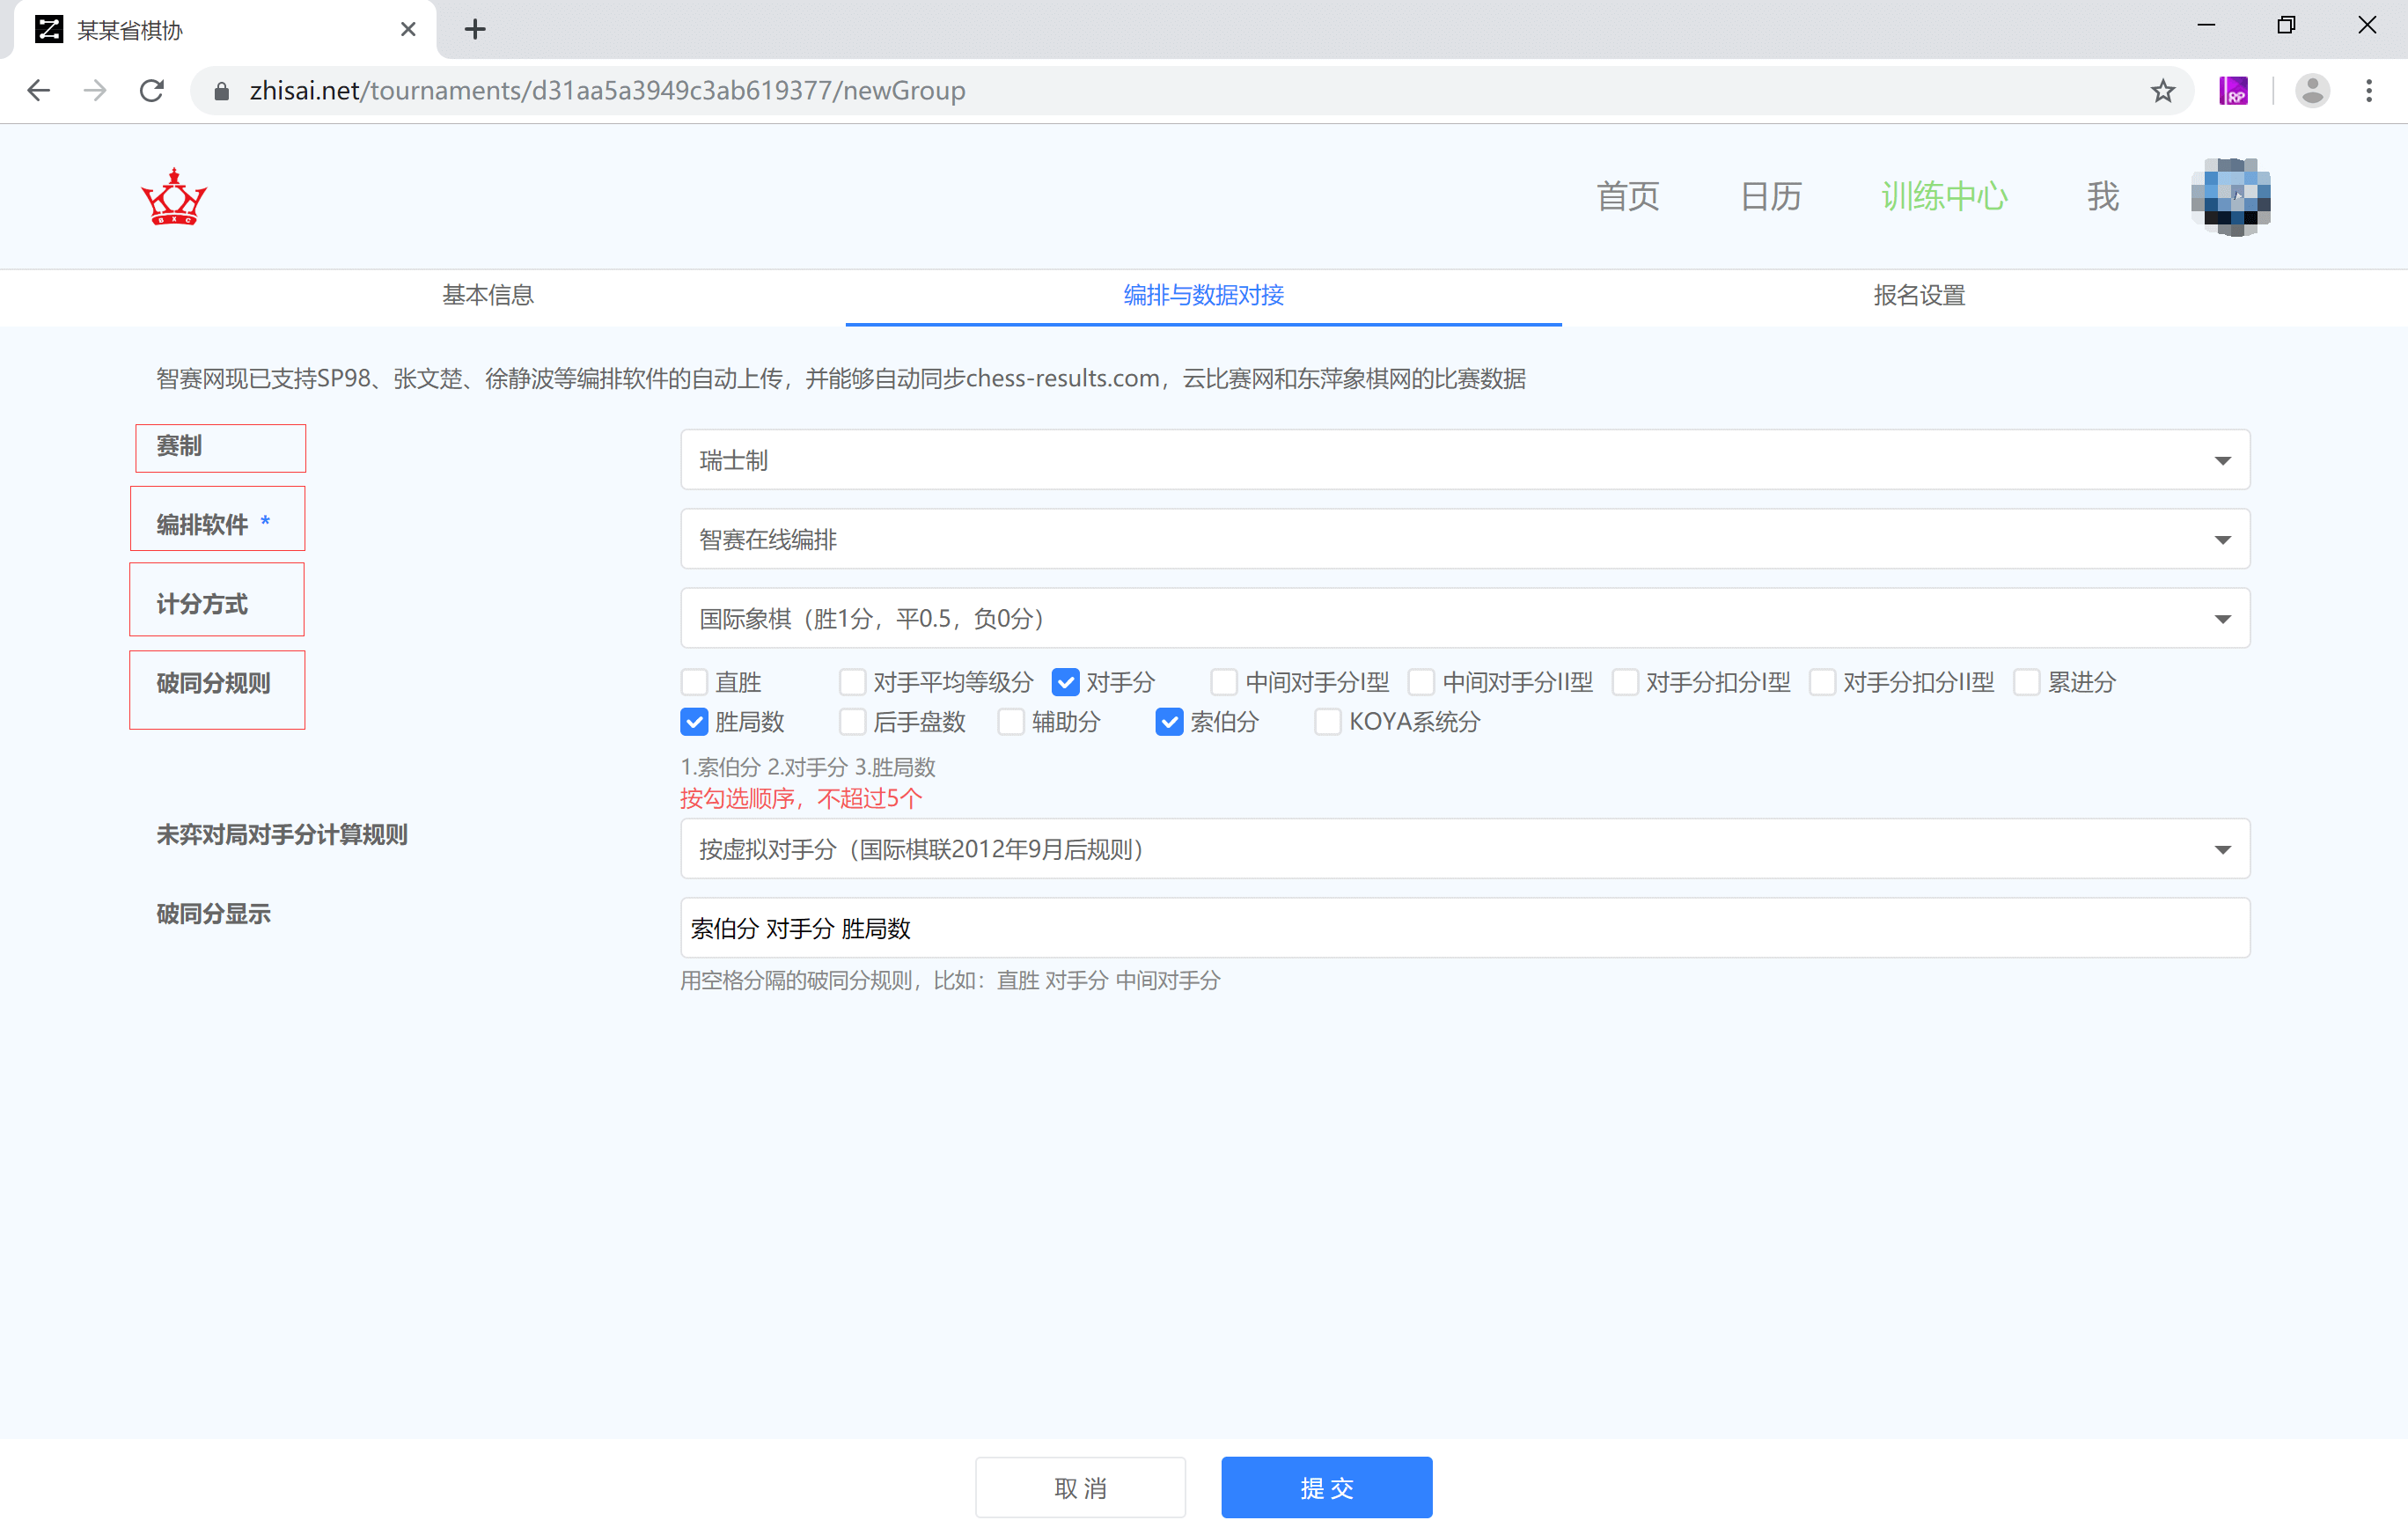 某某省棋协
zhisai.net/tournaments/d31aa5a3949c3ab619377/newGroup
RP
BXC
首页 日历 训练中心 我
基本信息 编排与数据对接 报名设置
智赛网现已支持SP98、张文楚、徐静波等编排软件的自动上传，并能够自动同步chess-results.com，云比赛网和东萍象棋网的比赛数据
赛制 瑞士制
编排软件 * 智赛在线编排
计分方式 国际象棋（胜1分，平0.5，负0分）
破同分规则 直胜 对手平均等级分 对手分 中间对手分I型 中间对手分II型 对手分扣分I型 对手分扣分II型 累进分
胜局数 后手盘数 辅助分 索伯分 KOYA系统分
1.索伯分 2.对手分 3.胜局数
按勾选顺序，不超过5个
未弈对局对手分计算规则 按虚拟对手分（国际棋联2012年9月后规则）
破同分显示 索伯分 对手分 胜局数
用空格分隔的破同分规则，比如：直胜 对手分 中间对手分
取 消 提 交